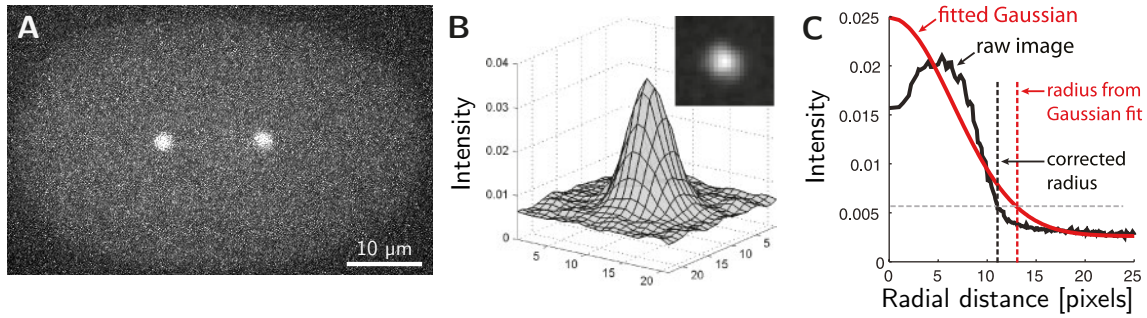 A
10 μm
B
Intensity
0.04
0.03
0.02
0.01
0
5
10
15
20
20
15
10
5
C
Intensity
0.025
0.02
0.015
0.01
0.005
0
fitted Gaussian
raw image
radius from
Gaussian fit
corrected
radius
0 5 10 15 20 25
Radial distance [pixels]